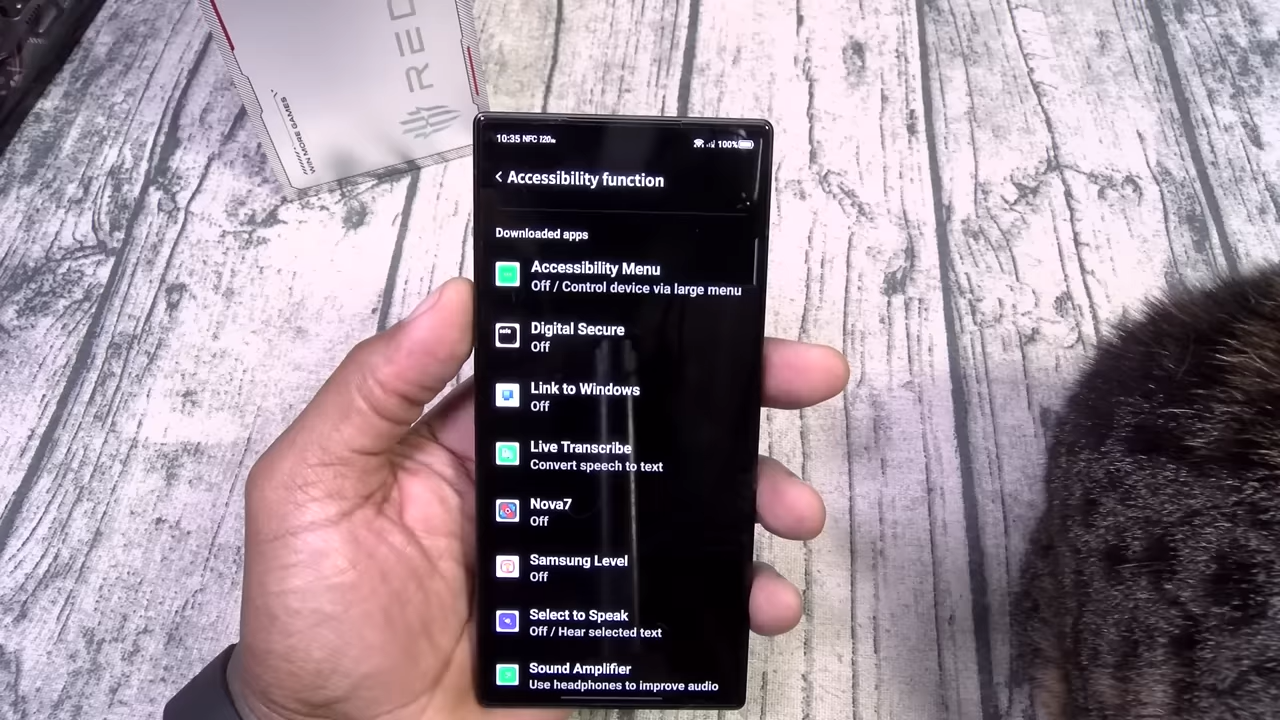 REC
WIN MORE GAMES
10:35 NFC 120
100%
Accessibility function
Downloaded apps
Accessibility Menu
Off / Control device via large menu
Digital Secure
Off
Link to Windows
Off
Live Transcribe
Convert speech to text
Nova7
Off
Samsung Level
Off
Select to Speak
Off / Hear selected text
Sound Amplifier
Use headphones to improve audio